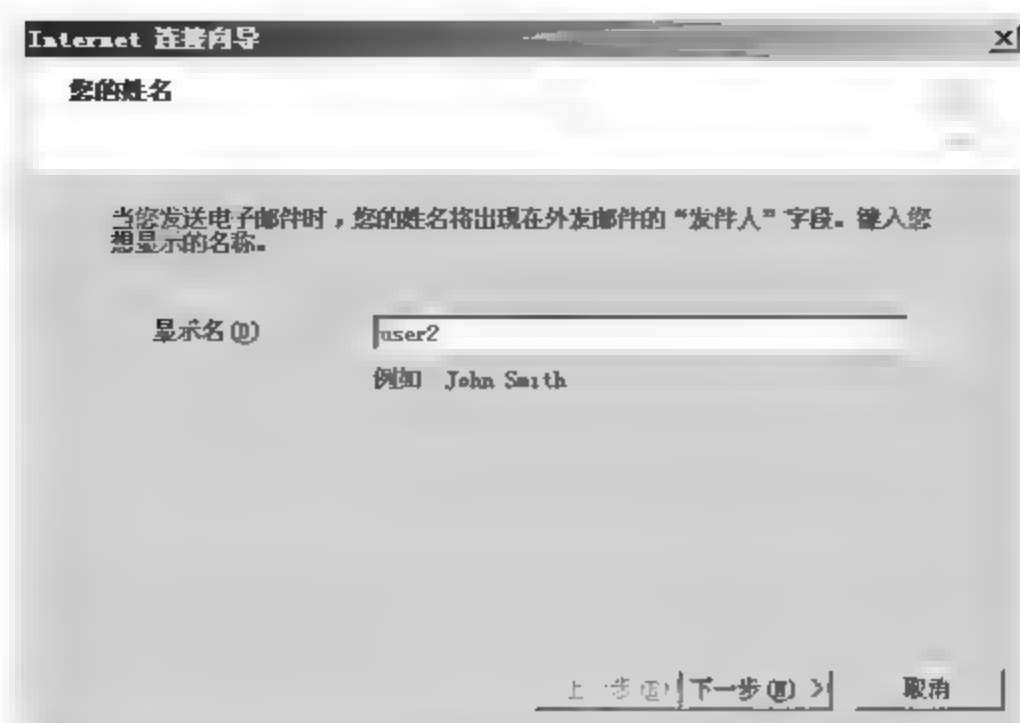 Internet 连接向导
您的姓名
当您发送电子邮件时，您的姓名将出现在外发邮件的“发件人”字段。键入您
想显示的名称。
显示名(D)
user2
例如 John Smith
上一步(B) 下一步(N) > 取消